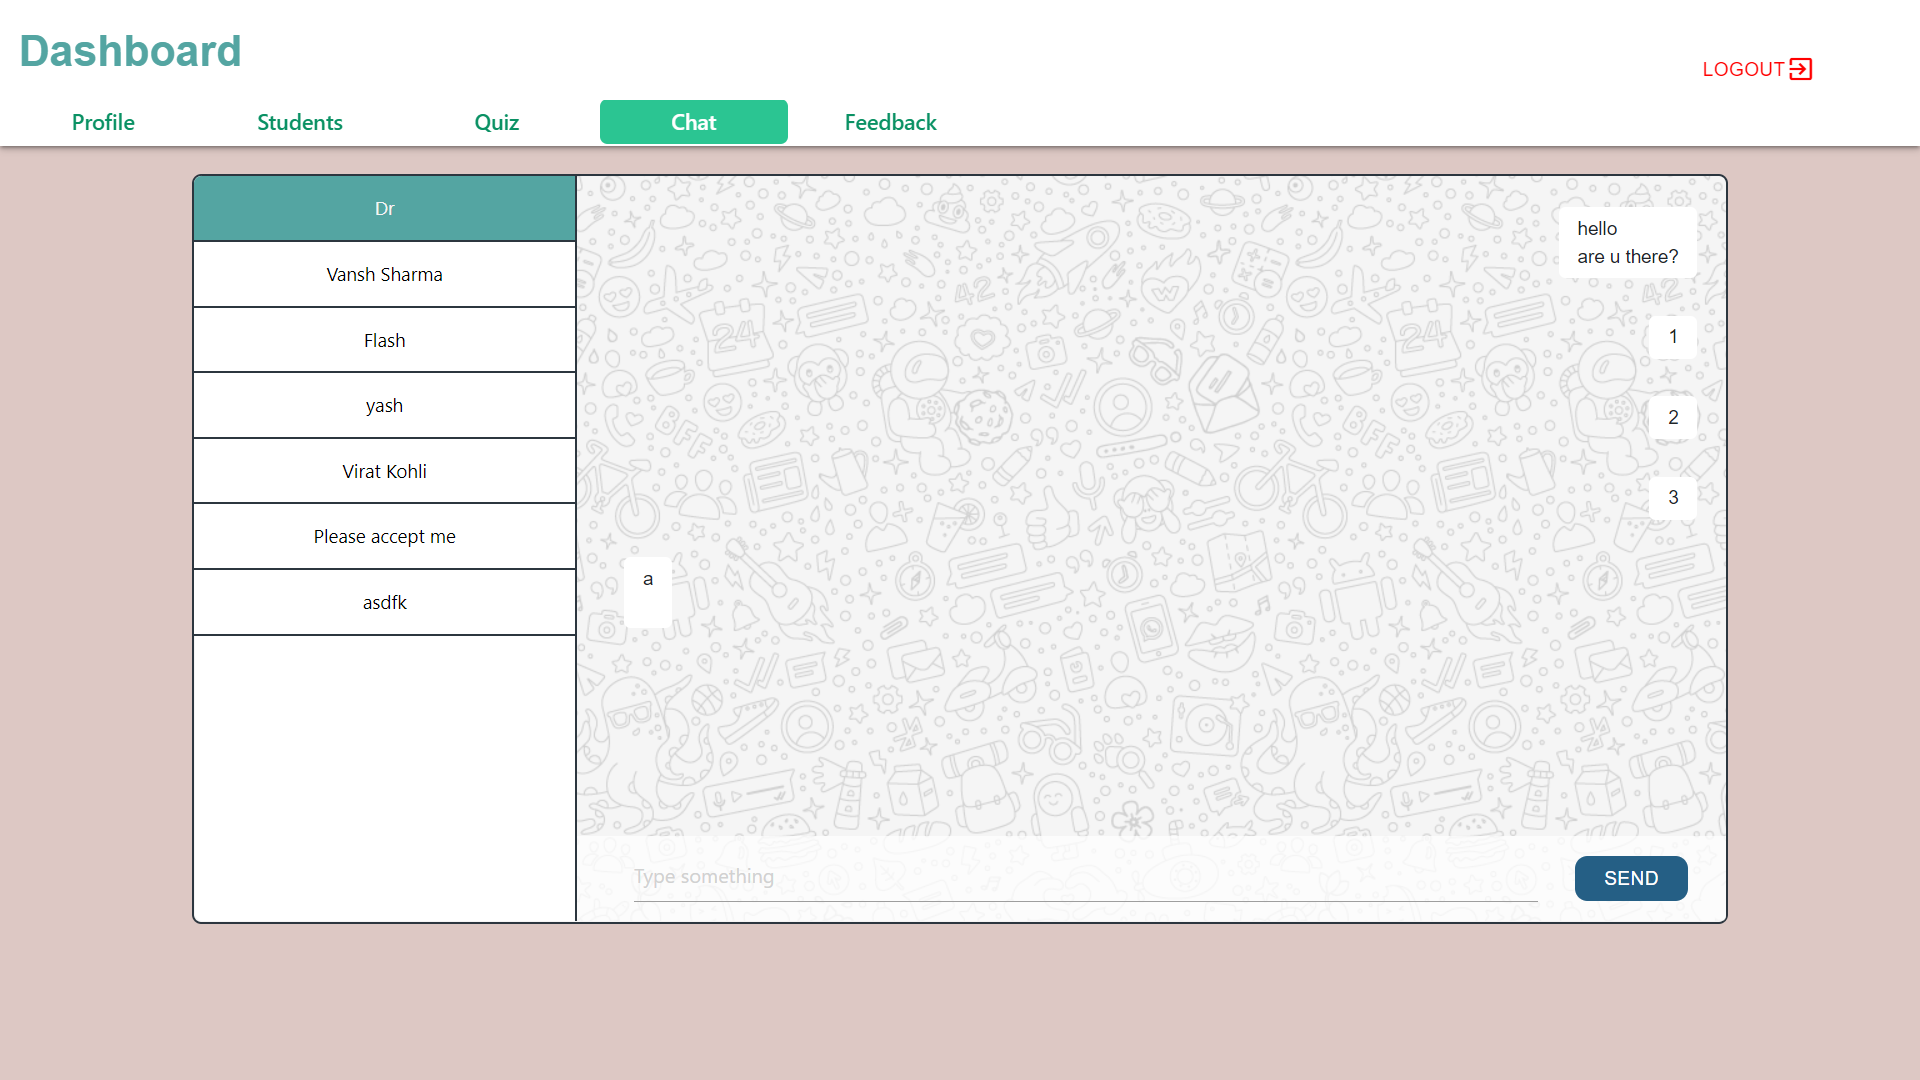 Dashboard
LOGOUT
Profile
Students
Quiz
Chat
Feedback
Dr
Vansh Sharma
Flash
yash
Virat Kohli
Please accept me
asdfk
hello
are u there?
1
2
3
a
Type something
SEND